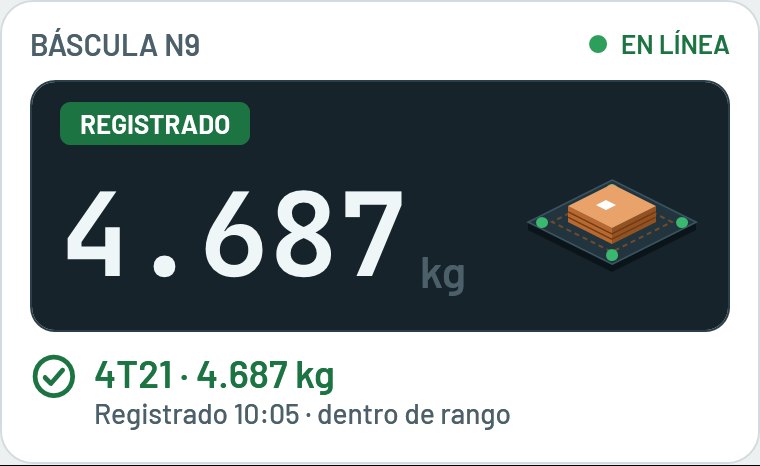 BÁSCULA N9
EN LÍNEA
REGISTRADO
4.687 kg
4T21 · 4.687 kg
Registrado 10:05 · dentro de rango